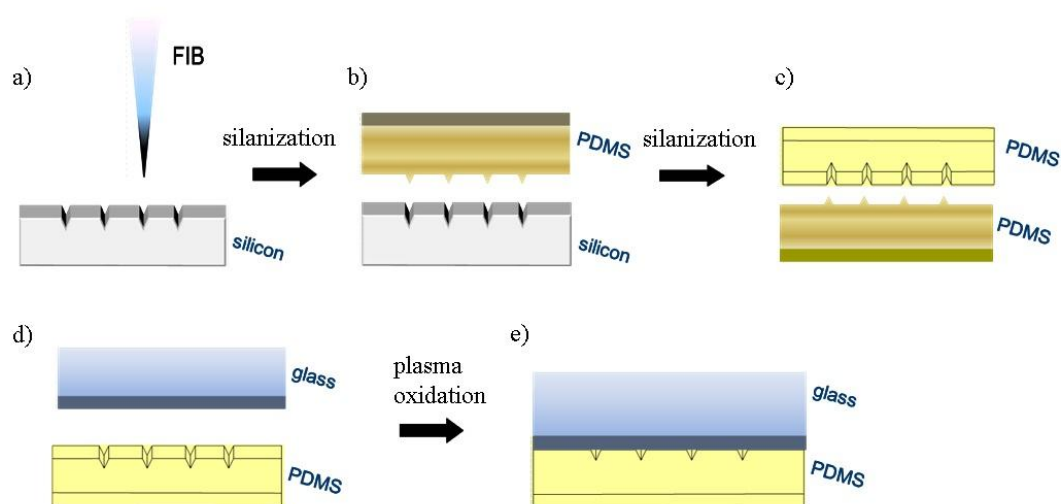 a)
FIB
silicon
silanization
b)
PDMS
silicon
silanization
c)
PDMS
PDMS
d)
glass
PDMS
plasma
oxidation
e)
glass
PDMS